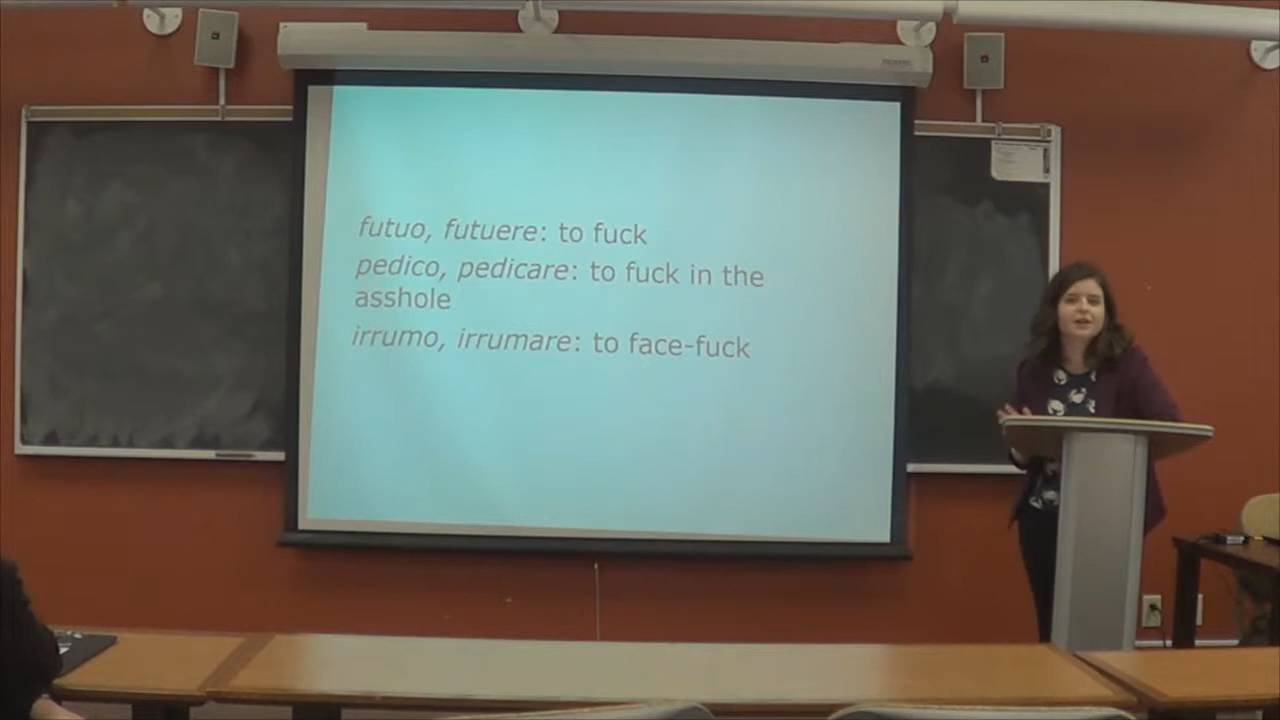 futuo, futuere: to fuck
pedico, pedicare: to fuck in the
asshole
irrumo, irrumare: to face-fuck